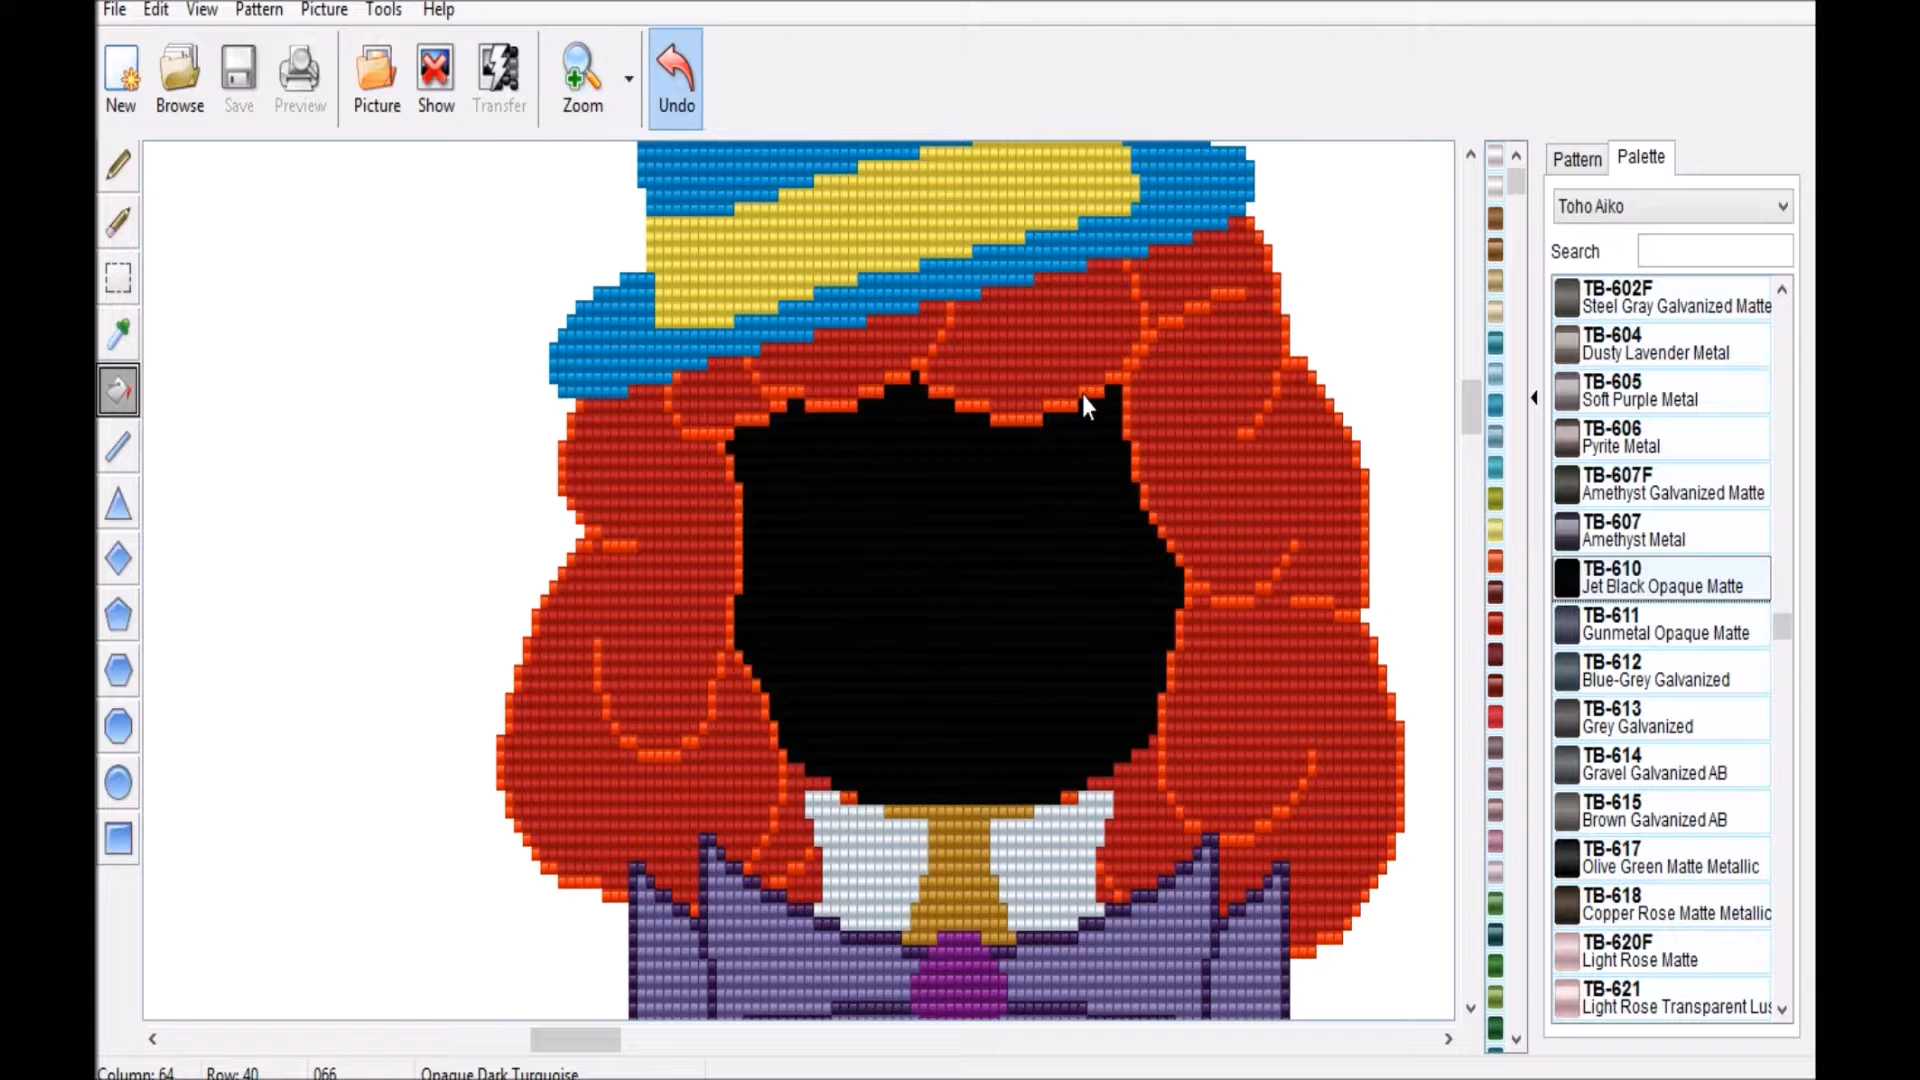 File Edit View Pattern Picture Tools Help
New Browse Save Preview Picture Show Transfer Zoom Undo
Pattern Palette
Toho Aiko
Search
TB-602F
Steel Gray Galvanized Matte
TB-604
Dusty Lavender Metal
TB-605
Soft Purple Metal
TB-606
Pyrite Metal
TB-607F
Amethyst Galvanized Matte
TB-607
Amethyst Metal
TB-610
Jet Black Opaque Matte
TB-611
Gunmetal Opaque Matte
TB-612
Blue-Grey Galvanized
TB-613
Grey Galvanized
TB-614
Gravel Galvanized AB
TB-615
Brown Galvanized AB
TB-617
Olive Green Matte Metallic
TB-618
Copper Rose Matte Metallic
TB-620F
Light Rose Matte
TB-621
Light Rose Transparent Lus
Column: 64 Row: 40 066 Opaque Dark Turquoise